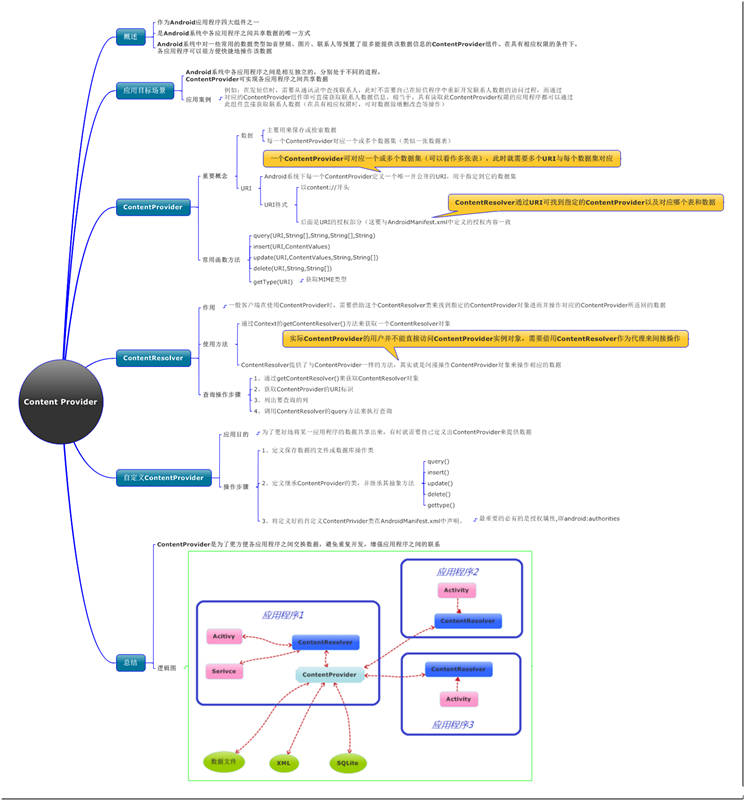 Content Provider
概述
作为Android应用程序四大组件之一
是Android系统中各应用程序之间共享数据的唯一方式
Android系统中对一些常用的数据类型如音视频、图片、联系人等预置了很多能提供该数据信息的ContentProvider组件。在具有相应权限的条件下,
各应用程序可以很方便快捷地操作该数据
应用目标场景
Android系统中各应用程序之间是相互独立的，分别处于不同的进程。
ContentProvider可实现各应用程序之间共享数据
应用案例
例如：在发短信时，需要从通讯录中查找联系人，此时不需要自己在短信程序中重新开发联系人数据的访问过程，而通过
对应的ContentProvider组件即可直接获取联系人数据信息。相当于：具有读取此ContentProvider权限的应用程序都可以通过
此组件直接获取联系人数据（在具有相应权限时，可对数据做增删改查等操作）
ContentProvider
重要概念
数据
主要用来保存或检索数据
每一个ContentProvider对应一个或多个数据集（类似一张数据表）
一个ContentProvider可对应一个或多个数据集（可以看作多张表），此时就需要多个URI与每个数据集对应
URI
Android系统下每一个ContentProvider定义一个唯一并公开的URI，用于指定到它的数据集
URI格式
以content://开头
后面是URI的授权部分（这要与AndroidManifest.xml中定义的授权内容一致
ContentResolver通过URI可找到指定的ContentProvider以及对应哪个表和数据
常用函数方法
query(URI,String[],String,String[],String)
insert(URI,ContentValues)
update(URI,ContentValues,String,String[])
delete(URI,String,String[])
getType(URI)
获取MIME类型
ContentResolver
作用
一般客户端在使用ContentProvider时，需要借助这个ContentResolver类来找到指定的ContentProvider对象进而并操作对应的ContentProvider所返回的数据
使用方法
通过Context的getContentResolver()方法来获取一个ContentResolver对象
实际ContentProvider的用户并不能直接访问ContentProvider实例对象，需要借用ContentResolver作为代理来间接操作
ContentResolver提供了与ContentProvider一样的方法，其实就是间接操作ContentProvider对象来操作相应的数据
查询操作步骤
1、通过getContentResolver()来获取ContentResolver对象
2、获取ContentProvider的URI标识
3、列出要查询的列
4、调用ContentResolver的query方法来执行查询
自定义ContentProvider
应用目的
为了更好地将某一应用程序的数据共享出来，有时就需要自己定义出ContentProvider来提供数据
操作步骤
1、定义保存数据的文件或数据库操作类
2、定义继承ContentProvider的类，并继承其抽象方法
query()
insert()
update()
delete()
gettype()
3、将定义好的自定义ContentPrivider类在AndroidManifest.xml中声明。
最重要的必有的是授权属性,即android:authorities
总结
ContentProvider是为了更方便各应用程序之间交换数据，避免重复开发，增强应用程序之间的联系
逻辑图
应用程序1
Acitivy
ContentResolver
Serivce
ContentProvider
数据文件
XML
SQLite
应用程序2
Activity
ContentResolver
ContentResolver
Activity
应用程序3